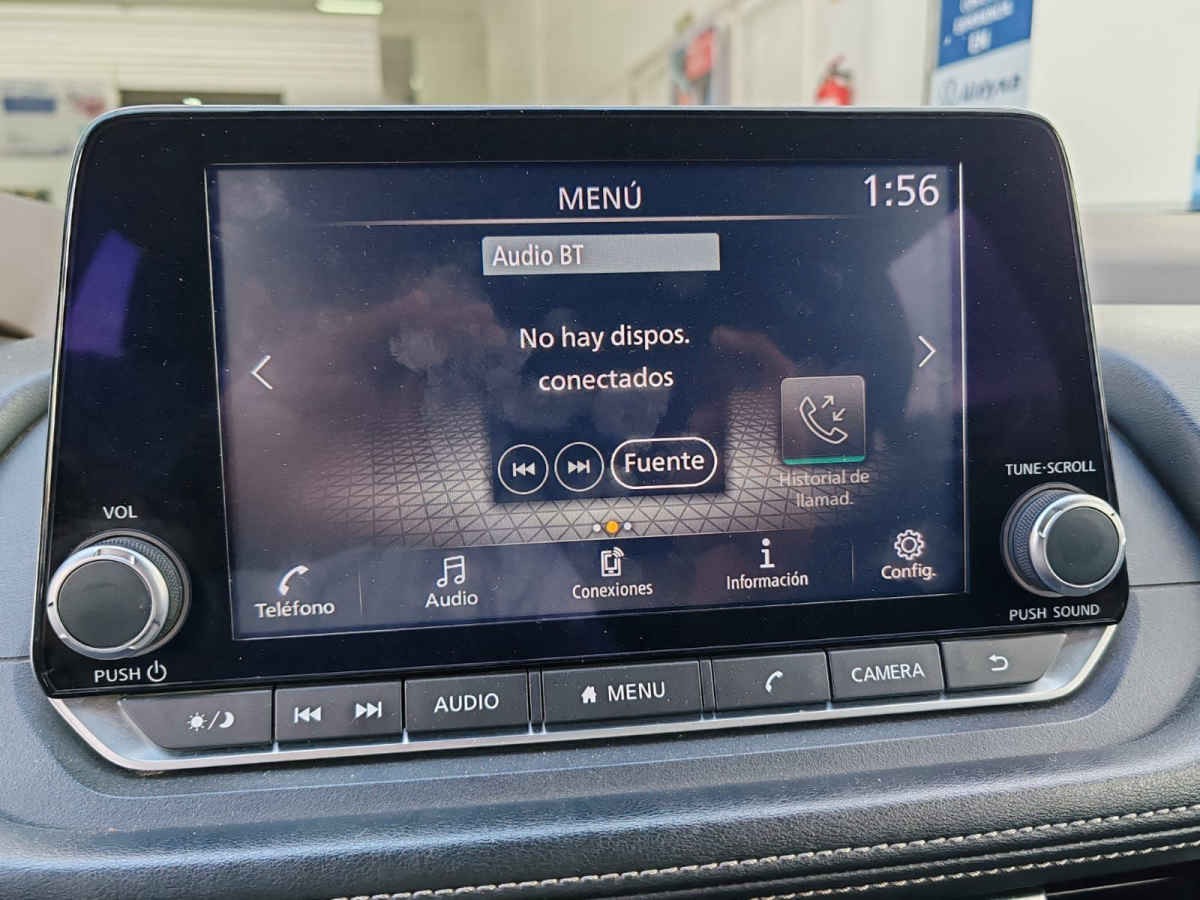 MENÚ
1:56
Audio BT
No hay dispos.
conectados
Fuente
Historial de
llamad.
Teléfono
Audio
Conexiones
Información
Config.
VOL
PUSH
TUNE·SCROLL
PUSH SOUND
AUDIO
MENU
CAMERA